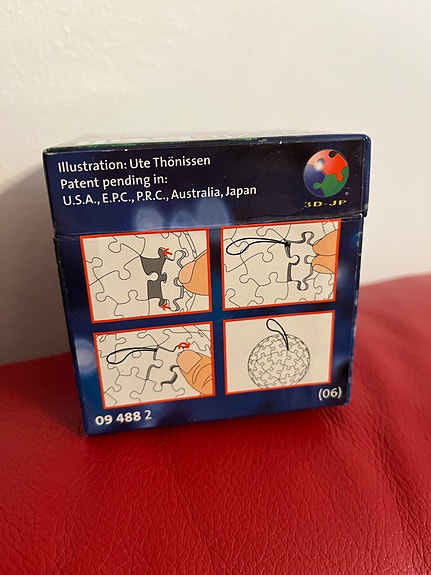 Illustration: Ute Thönissen
Patent pending in:
U.S.A., E.P.C., P.R.C., Australia, Japan
3D-JP
09 488 2
(06)